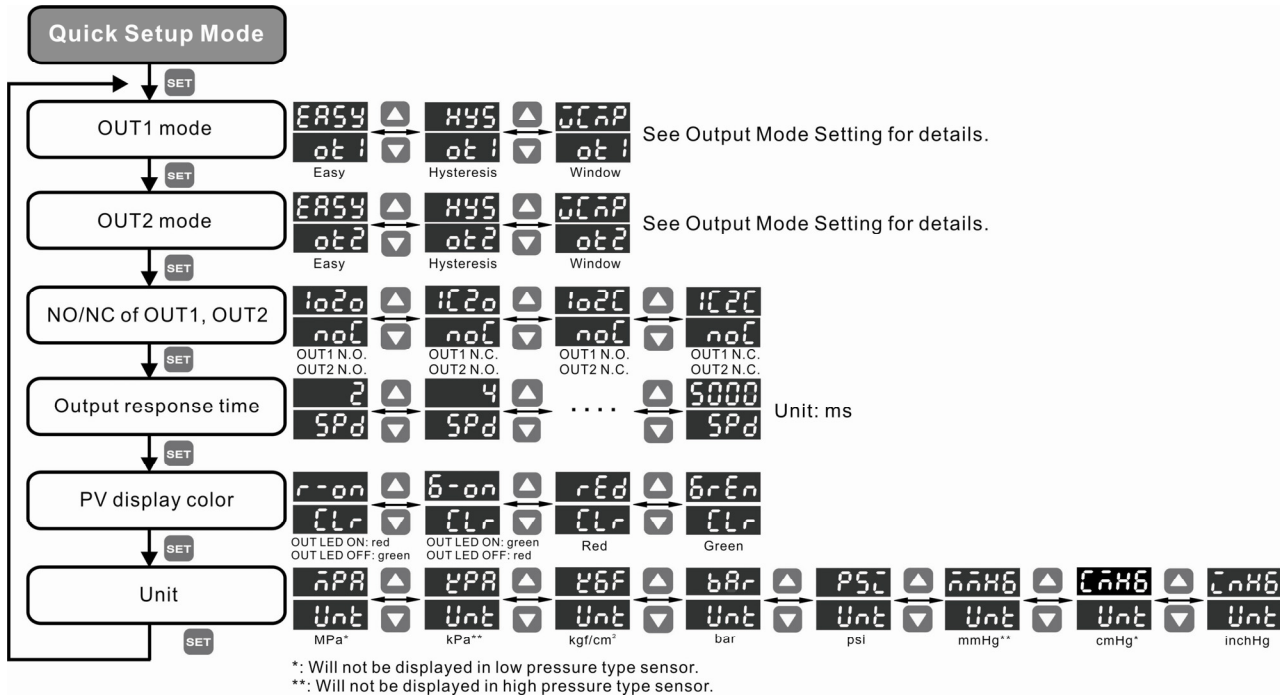 Quick Setup Mode
SET
OUT1 mode
EASY HYS WCMP
ot1 ot1 ot1
Easy Hysteresis Window
See Output Mode Setting for details.
SET
OUT2 mode
EASY HYS WCMP
ot2 ot2 ot2
Easy Hysteresis Window
See Output Mode Setting for details.
SET
NO/NC of OUT1, OUT2
1o2o 1C2o 1o2C 1C2C
noC noC noC noC
OUT1 N.O. OUT1 N.C. OUT1 N.O. OUT1 N.C.
OUT2 N.O. OUT2 N.O. OUT2 N.C. OUT2 N.C.
SET
Output response time
2 4 .... 5000
SPd SPd SPd
Unit: ms
SET
PV display color
r-on G-on rEd GrEn
CLr CLr CLr CLr
OUT LED ON: red OUT LED ON: green Red Green
OUT LED OFF: green OUT LED OFF: red
SET
Unit
MPA KPA KGF bAr PSi mmHG CmHG inHG
Unt Unt Unt Unt Unt Unt Unt Unt
MPa* kPa** kgf/cm² bar psi mmHg** cmHg* inchHg
SET
*: Will not be displayed in low pressure type sensor.
**: Will not be displayed in high pressure type sensor.